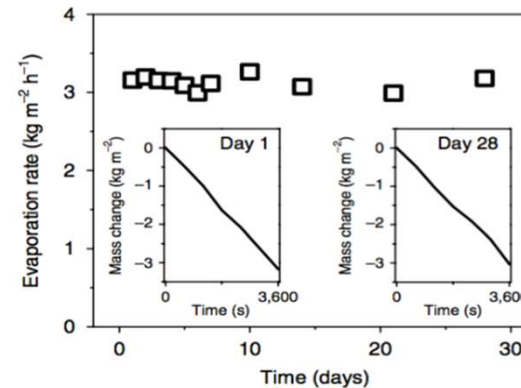 Evaporation rate (kg m⁻² h⁻¹)
4
3
2
1
0
Mass change (kg m⁻²)
0
−1
−2
−3
Day 1
0
3,600
Time (s)
Mass change (kg m⁻²)
0
−1
−2
−3
Day 28
0
3,600
Time (s)
0
10
20
30
Time (days)